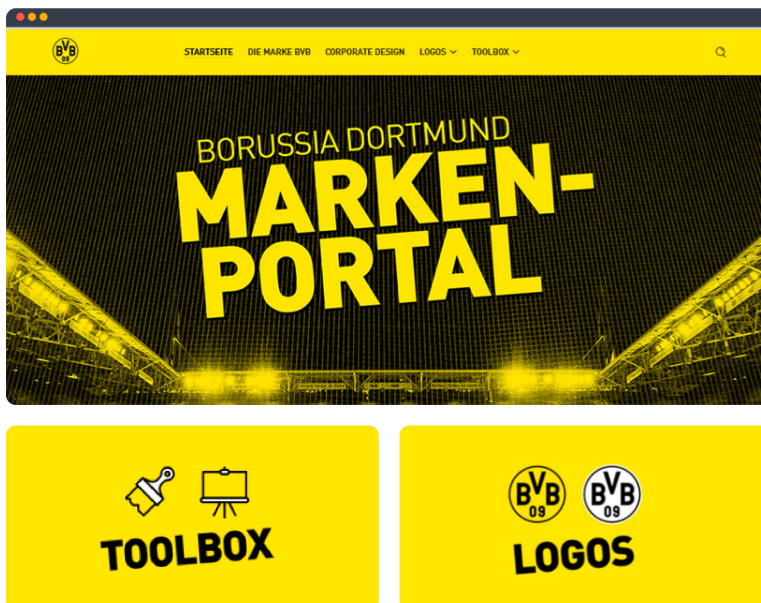 BVB
09
STARTSEITE DIE MARKE BVB CORPORATE DESIGN LOGOS TOOLBOX
BORUSSIA DORTMUND
MARKEN-
PORTAL
TOOLBOX
BVB
09
BVB
09
LOGOS